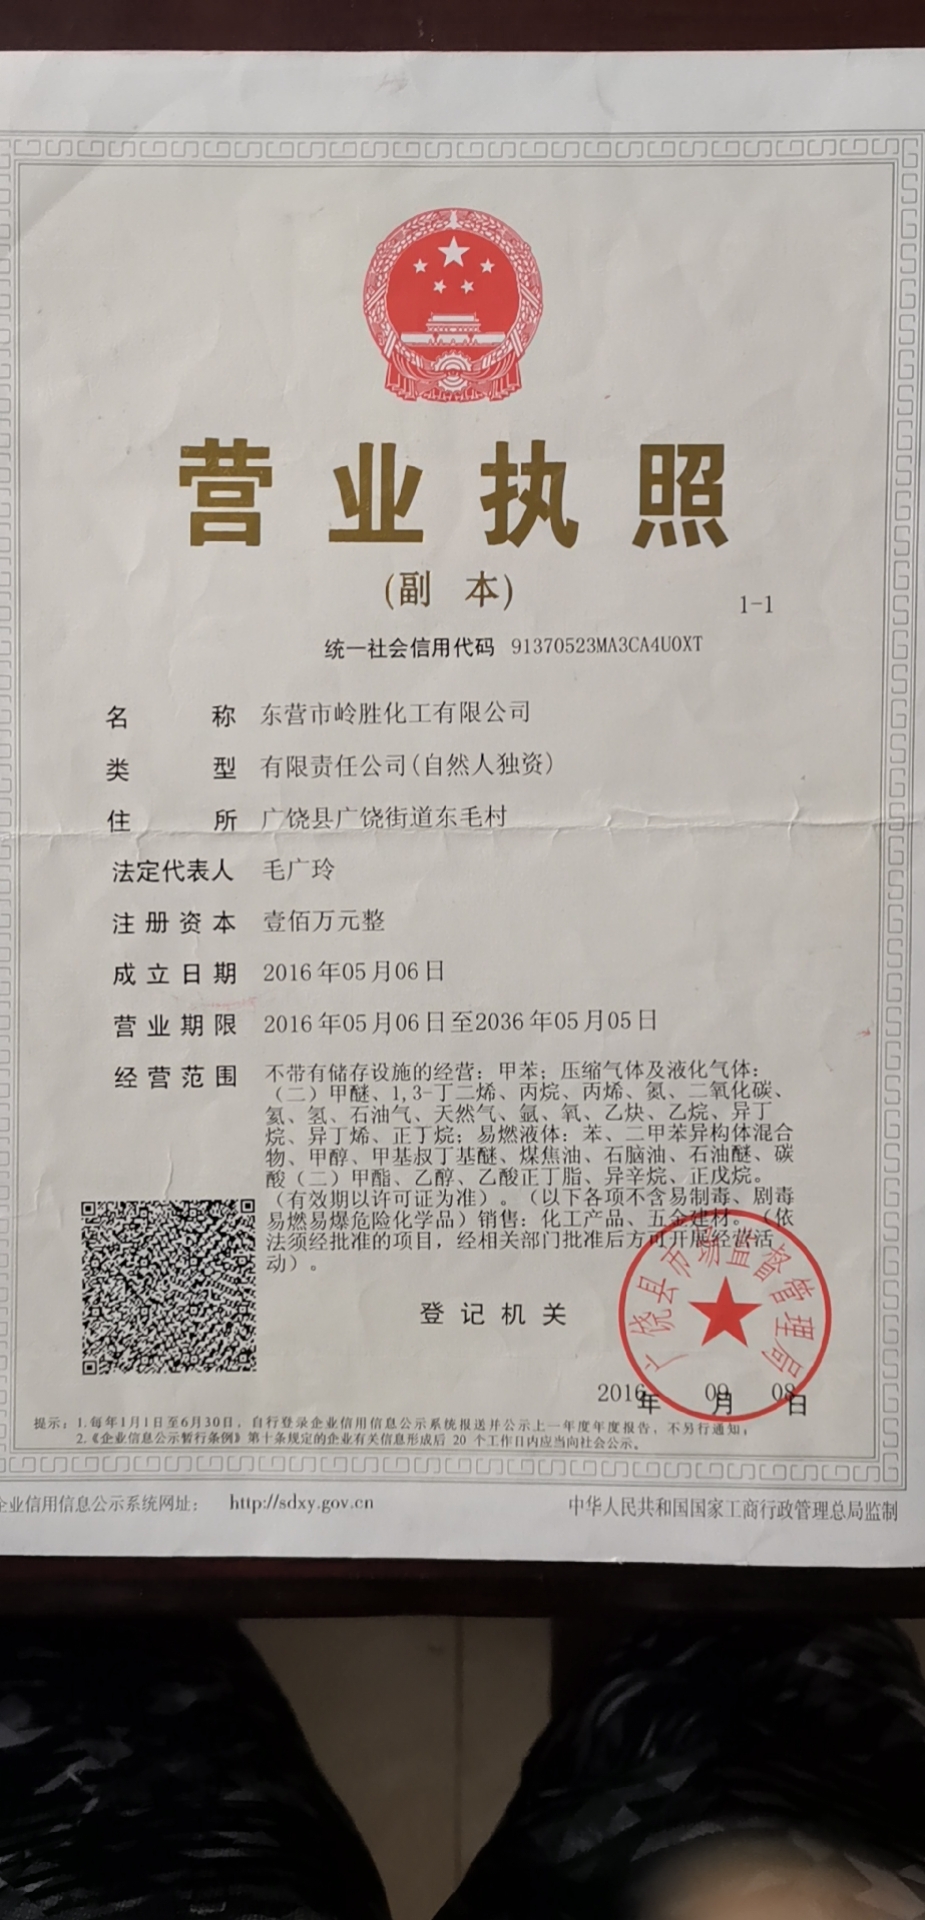 营业执照
(副 本)
1-1
统一社会信用代码 91370523MA3CA4U0XT
名 称 东营市岭胜化工有限公司
类 型 有限责任公司(自然人独资)
住 所 广饶县广饶街道东毛村
法定代表人 毛广玲
注册资本 壹佰万元整
成立日期 2016年05月06日
营业期限 2016年05月06日至2036年05月05日
经营范围 不带有储存设施的经营：甲苯；压缩气体及液化气体：
（二）甲醚、1,3-丁二烯、丙烷、丙烯、氮、二氧化碳、
氦、氢、石油气、天然气、氩、氧、乙炔、乙烷、异丁
烷、异丁烯、正丁烷；易燃液体：苯、二甲苯异构体混合
物、甲醇、甲基叔丁基醚、煤焦油、石脑油、石油醚、碳
酸（二）甲酯、乙醇、乙酸正丁脂、异辛烷、正戊烷。
（有效期以许可证为准）。（以下各项不含易制毒、剧毒
易燃易爆危险化学品）销售：化工产品、五金建材。（依
法须经批准的项目，经相关部门批准后方可开展经营活
动）。
登记机关
广饶县市场监督管理局
2016年 09月 08日
提示：1.每年1月1日至6月30日，自行登录企业信用信息公示系统报送并公示上一年度年度报告，不另行通知；
2.《企业信息公示暂行条例》第十条规定的企业有关信息形成后 20 个工作日内应当向社会公示。
企业信用信息公示系统网址： http://sdxy.gov.cn
中华人民共和国国家工商行政管理总局监制